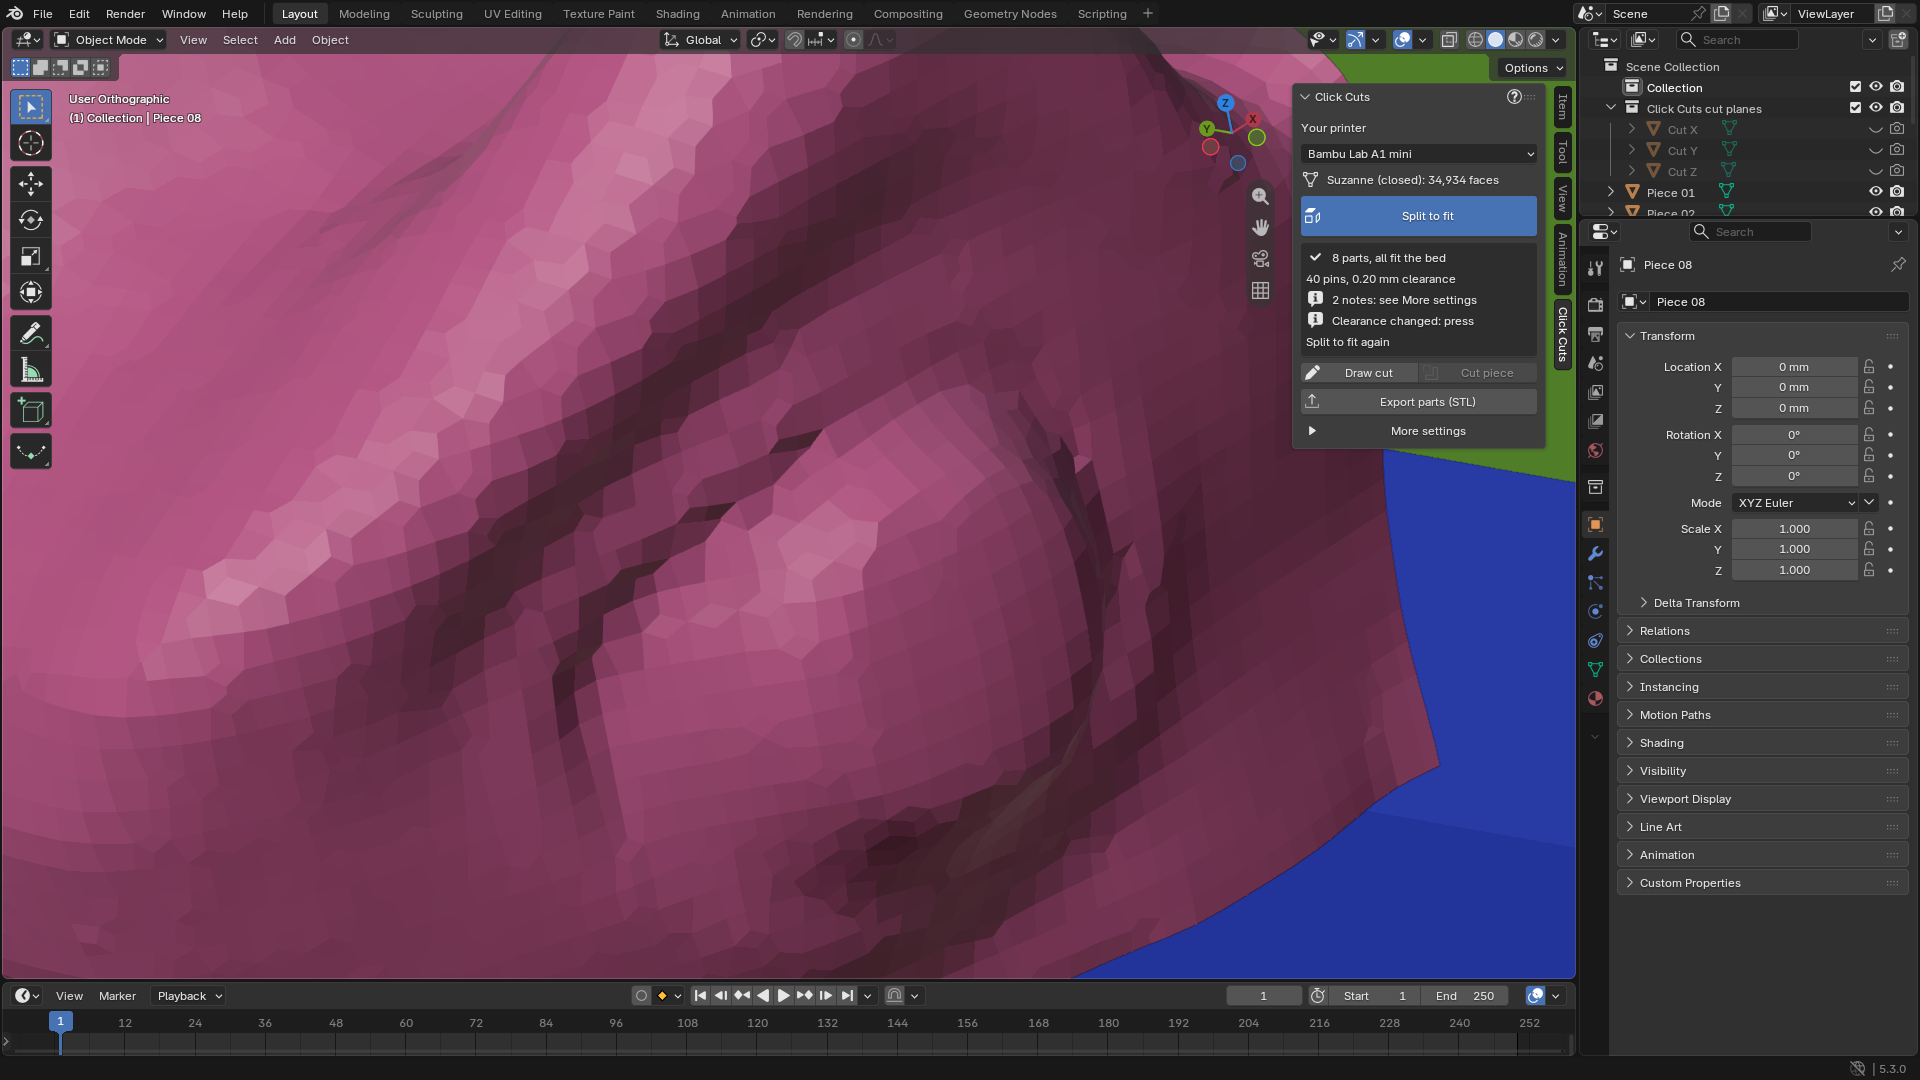 File Edit Render Window Help Layout Modeling Sculpting UV Editing Texture Paint Shading Animation Rendering Compositing Geometry Nodes Scripting Scene ViewLayer
Object Mode View Select Add Object Global Search
Options
User Orthographic
(1) Collection | Piece 08
Z
Y
X
Click Cuts
Your printer
Bambu Lab A1 mini
Suzanne (closed): 34,934 faces
Split to fit
8 parts, all fit the bed
40 pins, 0.20 mm clearance
2 notes: see More settings
Clearance changed: press
Split to fit again
Draw cut Cut piece
Export parts (STL)
More settings
Item
Tool
View
Animation
Click Cuts
Scene Collection
Collection
Click Cuts cut planes
Cut X
Cut Y
Cut Z
Piece 01
Piece 02
Search
Piece 08
Piece 08
Transform
Location X 0 mm
Y 0 mm
Z 0 mm
Rotation X 0°
Y 0°
Z 0°
Mode XYZ Euler
Scale X 1.000
Y 1.000
Z 1.000
Delta Transform
Relations
Collections
Instancing
Motion Paths
Shading
Visibility
Viewport Display
Line Art
Animation
Custom Properties
View Marker Playback 1 Start 1 End 250
1 12 24 36 48 60 72 84 96 108 120 132 144 156 168 180 192 204 216 228 240 252
5.3.0